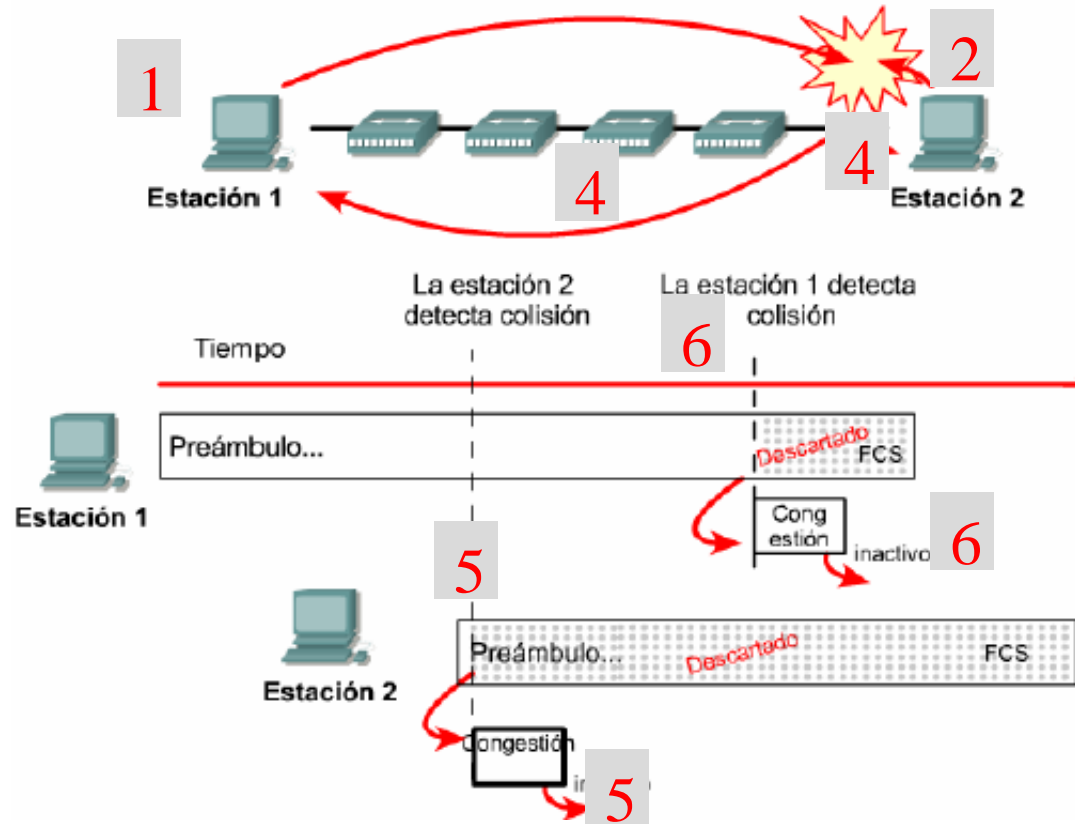 1
2
4
4
Estación 1
Estación 2
La estación 2
detecta colisión
La estación 1 detecta
colisión
6
Tiempo
Preámbulo...
Descartado
FCS
Estación 1
Cong
estión
inactivo
6
5
Preámbulo...
Descartado
FCS
Estación 2
Congestión
5